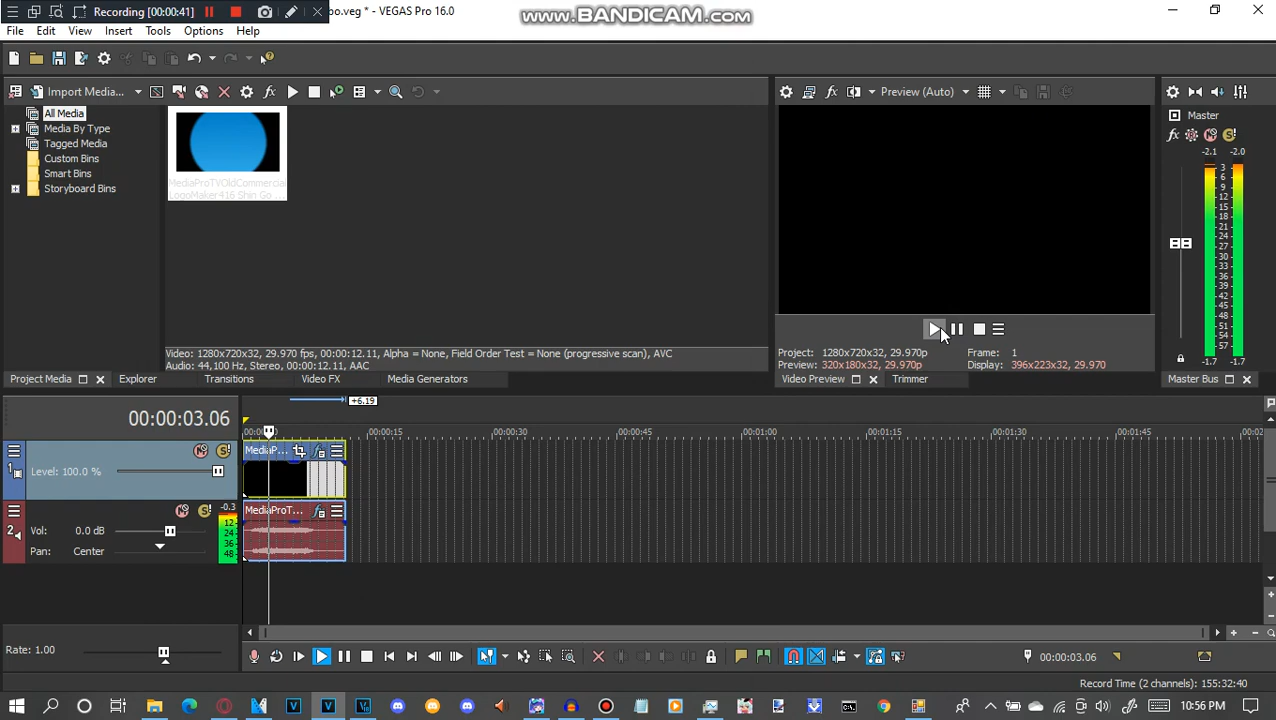 Recording [00:00:41]
oo.veg * - VEGAS Pro 16.0
www.BANDICAM.com
File Edit View Insert Tools Options Help
Import Media...
Preview (Auto)
All Media
Media By Type
Tagged Media
Custom Bins
Smart Bins
Storyboard Bins
MediaProTVOldCommercial
LogoMaker416 Shin Go
Master
-2.1 -2.0
3
6
9
12
15
18
21
24
27
30
33
36
39
42
45
48
51
54
57
-1.7 -1.7
Video: 1280x720x32, 29.970 fps, 00:00:12.11, Alpha = None, Field Order Test = None (progressive scan), AVC
Audio: 44,100 Hz, Stereo, 00:00:12.11, AAC
Project: 1280x720x32, 29.970p Frame: 1
Preview: 320x180x32, 29.970p Display: 396x223x32, 29.970
Project Media Explorer Transitions Video FX Media Generators
Video Preview Trimmer
Master Bus
+6.19
00:00:03.06
00:00:15 00:00:30 00:00:45 00:01:00 00:01:15 00:01:30 00:01:45
1
Level: 100.0 %
MediaP...
2
Vol: 0.0 dB
Pan: Center
-0.3
12
24
36
48
MediaProT...
Rate: 1.00
00:00:03.06
Record Time (2 channels): 155:32:40
10:56 PM